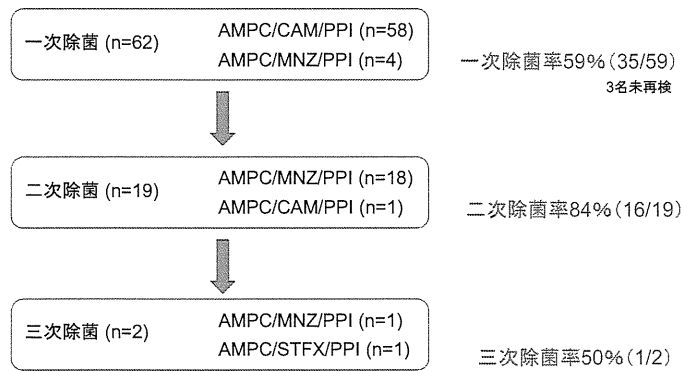 一次除菌 (n=62)
AMPC/CAM/PPI (n=58)
AMPC/MNZ/PPI (n=4)
一次除菌率59%(35/59)
3名未再検
二次除菌 (n=19)
AMPC/MNZ/PPI (n=18)
AMPC/CAM/PPI (n=1)
二次除菌率84%(16/19)
三次除菌 (n=2)
AMPC/MNZ/PPI (n=1)
AMPC/STFX/PPI (n=1)
三次除菌率50%(1/2)